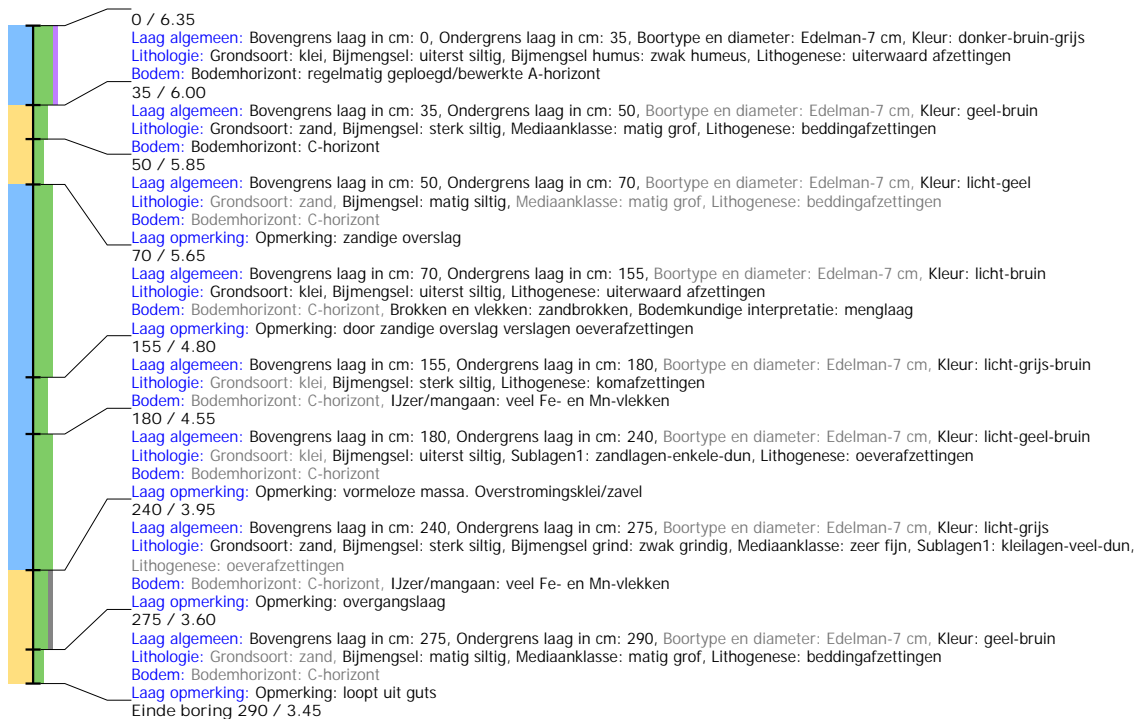 0 / 6.35
Laag algemeen: Bovengrens laag in cm: 0, Ondergrens laag in cm: 35, Boortype en diameter: Edelman-7 cm, Kleur: donker-bruin-grijs
Lithologie: Grondsoort: klei, Bijmengsel: uiterst siltig, Bijmengsel humus: zwak humeus, Lithogenese: uiterwaard afzettingen
Bodem: Bodemhorizont: regelmatig geploegd/bewerkte A-horizont
35 / 6.00
Laag algemeen: Bovengrens laag in cm: 35, Ondergrens laag in cm: 50, Boortype en diameter: Edelman-7 cm, Kleur: geel-bruin
Lithologie: Grondsoort: zand, Bijmengsel: sterk siltig, Mediaanklasse: matig grof, Lithogenese: beddingafzettingen
Bodem: Bodemhorizont: C-horizont
50 / 5.85
Laag algemeen: Bovengrens laag in cm: 50, Ondergrens laag in cm: 70, Boortype en diameter: Edelman-7 cm, Kleur: licht-geel
Lithologie: Grondsoort: zand, Bijmengsel: matig siltig, Mediaanklasse: matig grof, Lithogenese: beddingafzettingen
Bodem: Bodemhorizont: C-horizont
Laag opmerking: Opmerking: zandige overslag
70 / 5.65
Laag algemeen: Bovengrens laag in cm: 70, Ondergrens laag in cm: 155, Boortype en diameter: Edelman-7 cm, Kleur: licht-bruin
Lithologie: Grondsoort: klei, Bijmengsel: uiterst siltig, Lithogenese: uiterwaard afzettingen
Bodem: Bodemhorizont: C-horizont, Brokken en vlekken: zandbrokken, Bodemkundige interpretatie: menglaag
Laag opmerking: Opmerking: door zandige overslag verslagen oeverafzettingen
155 / 4.80
Laag algemeen: Bovengrens laag in cm: 155, Ondergrens laag in cm: 180, Boortype en diameter: Edelman-7 cm, Kleur: licht-grijs-bruin
Lithologie: Grondsoort: klei, Bijmengsel: sterk siltig, Lithogenese: komafzettingen
Bodem: Bodemhorizont: C-horizont, IJzer/mangaan: veel Fe- en Mn-vlekken
180 / 4.55
Laag algemeen: Bovengrens laag in cm: 180, Ondergrens laag in cm: 240, Boortype en diameter: Edelman-7 cm, Kleur: licht-geel-bruin
Lithologie: Grondsoort: klei, Bijmengsel: uiterst siltig, Sublagen1: zandlagen-enkele-dun, Lithogenese: oeverafzettingen
Bodem: Bodemhorizont: C-horizont
Laag opmerking: Opmerking: vormeloze massa. Overstromingsklei/zavel
240 / 3.95
Laag algemeen: Bovengrens laag in cm: 240, Ondergrens laag in cm: 275, Boortype en diameter: Edelman-7 cm, Kleur: licht-grijs
Lithologie: Grondsoort: zand, Bijmengsel: sterk siltig, Bijmengsel grind: zwak grindig, Mediaanklasse: zeer fijn, Sublagen1: kleilagen-veel-dun,
Lithogenese: oeverafzettingen
Bodem: Bodemhorizont: C-horizont, IJzer/mangaan: veel Fe- en Mn-vlekken
Laag opmerking: Opmerking: overgangslaag
275 / 3.60
Laag algemeen: Bovengrens laag in cm: 275, Ondergrens laag in cm: 290, Boortype en diameter: Edelman-7 cm, Kleur: geel-bruin
Lithologie: Grondsoort: zand, Bijmengsel: matig siltig, Mediaanklasse: matig grof, Lithogenese: beddingafzettingen
Bodem: Bodemhorizont: C-horizont
Laag opmerking: Opmerking: loopt uit guts
Einde boring 290 / 3.45